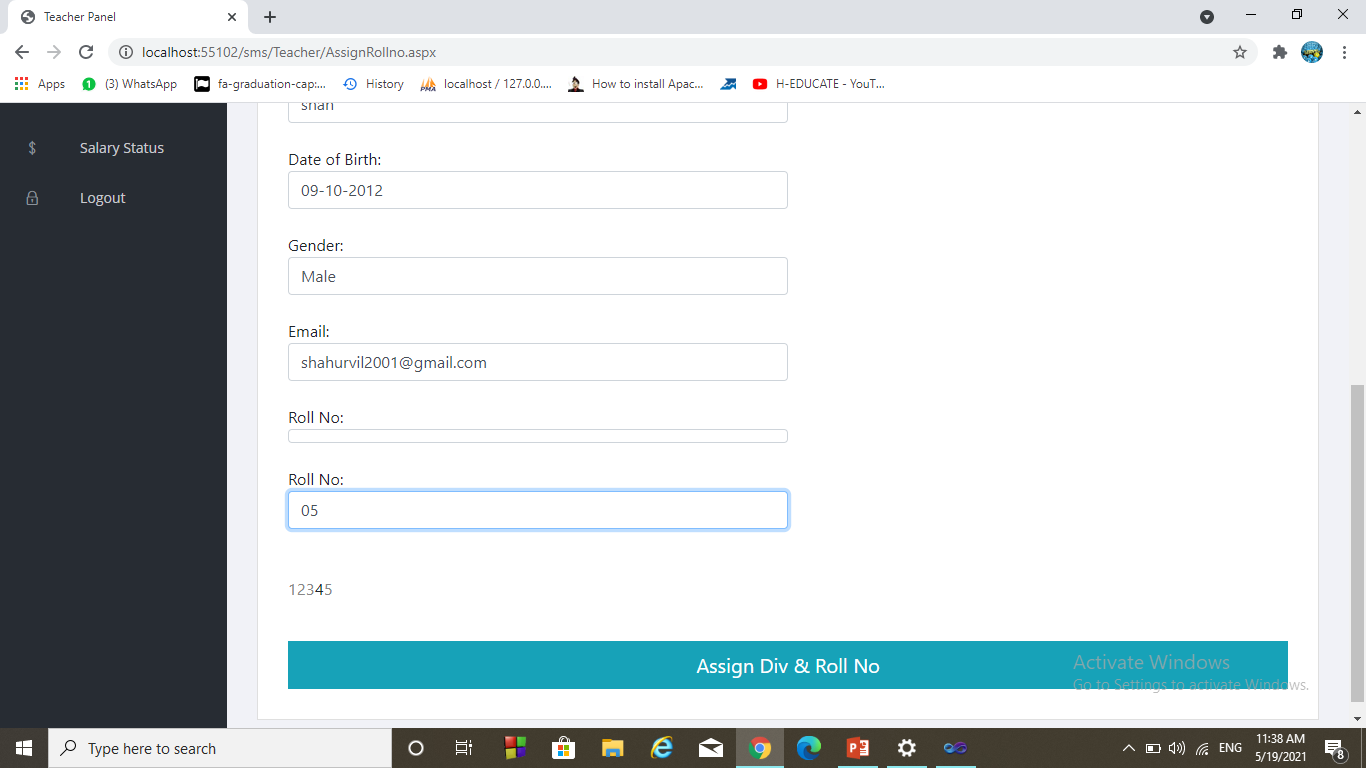 Teacher Panel
localhost:55102/sms/Teacher/AssignRollno.aspx
Apps (3) WhatsApp fa-graduation-cap:... History localhost / 127.0.0.... How to install Apac... H-EDUCATE - YouT...
shah
Salary Status
Logout
Date of Birth:
09-10-2012
Gender:
Male
Email:
shahurvil2001@gmail.com
Roll No:
Roll No:
05
12345
Assign Div & Roll No
Activate Windows
Go to Settings to activate Windows.
Type here to search
ENG
11:38 AM
5/19/2021
8